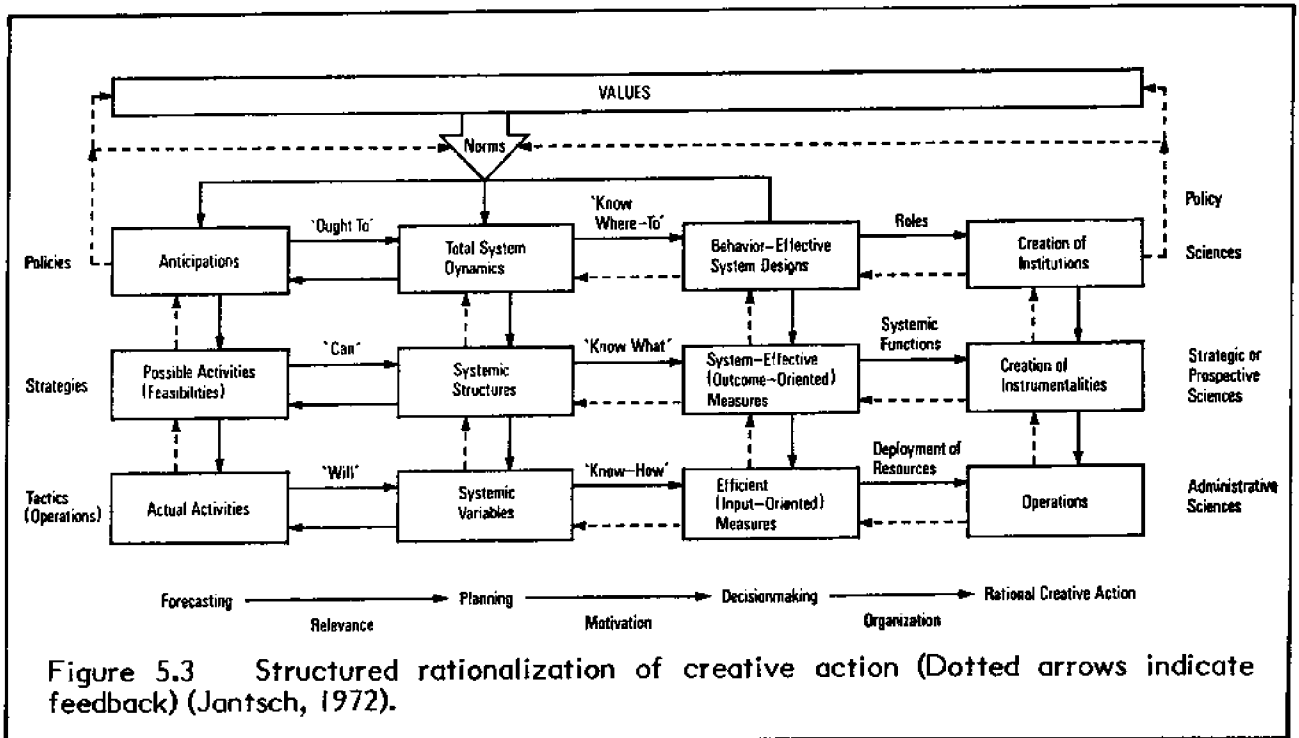 VALUES
Norms
Policy
Sciences
Policies
Anticipations
'Ought To'
Total System
Dynamics
'Know
Where-To'
Behavior-Effective
System Designs
Roles
Creation of
Institutions
Strategies
Possible Activities
(Feasibilities)
'Can'
Systemic
Structures
'Know What'
System-Effective
(Outcome-Oriented)
Measures
Systemic
Functions
Creation of
Instrumentalities
Strategic or
Prospective
Sciences
Tactics
(Operations)
Actual Activities
'Will'
Systemic
Variables
'Know-How'
Efficient
(Input-Oriented)
Measures
Deployment of
Resources
Operations
Administrative
Sciences
Forecasting
Relevance
Planning
Motivation
Decisionmaking
Organization
Rational Creative Action
Figure 5.3 Structured rationalization of creative action (Dotted arrows indicate
feedback) (Jantsch, 1972).